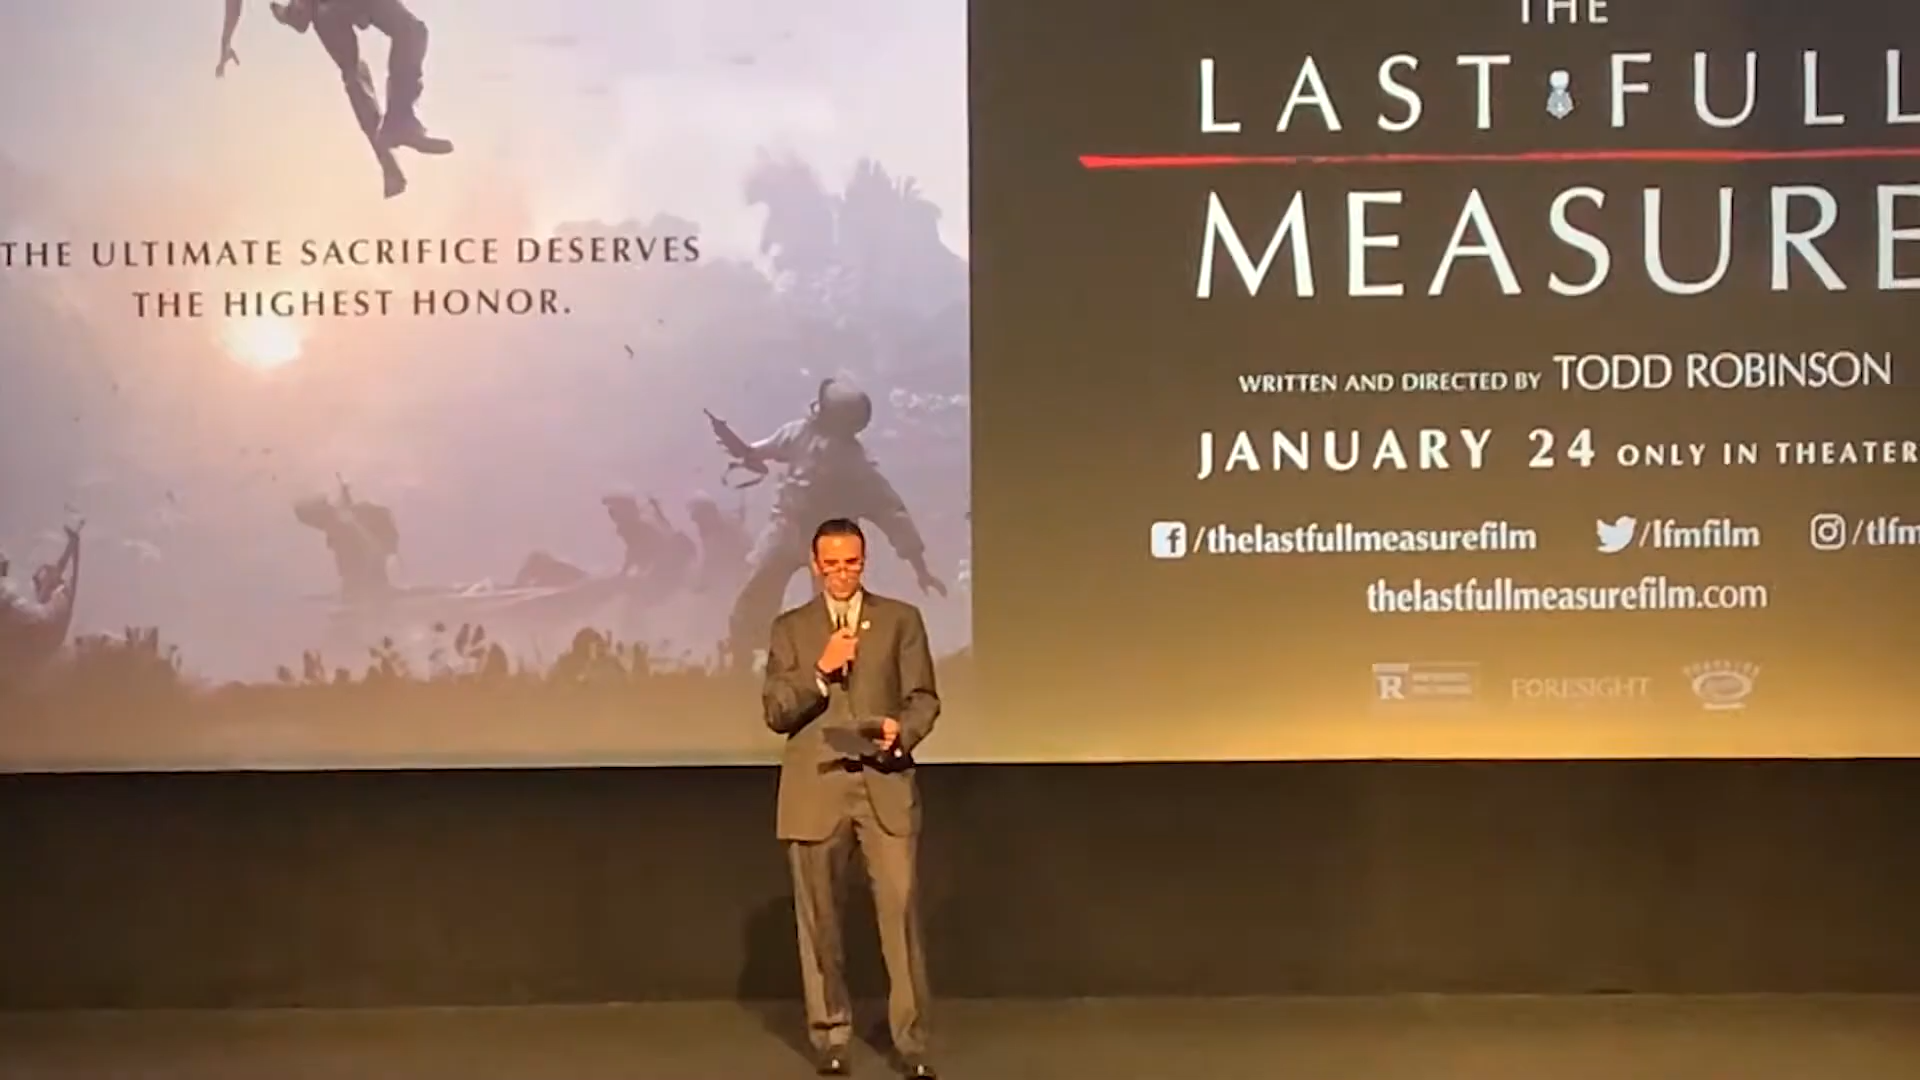 THE ULTIMATE SACRIFICE DESERVES
THE HIGHEST HONOR.
THE
LAST FULL
MEASURE
WRITTEN AND DIRECTED BY TODD ROBINSON
JANUARY 24 ONLY IN THEATER
/thelastfullmeasurefilm /lfmfilm /tlfm
thelastfullmeasurefilm.com
R FORESIGHT